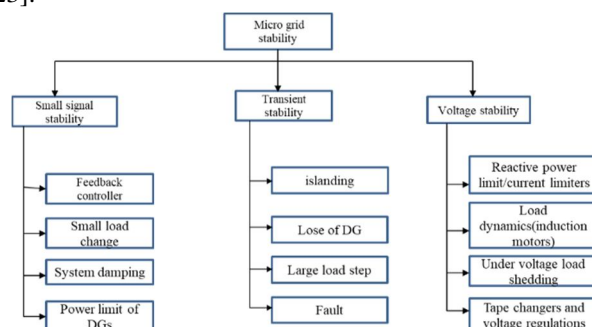 23].
Micro grid
stability
Small signal
stability
Transient
stability
Voltage stability
Feedback
controller
Small load
change
System damping
Power limit of
DGs
islanding
Lose of DG
Large load step
Fault
Reactive power
limit/current limiters
Load
dynamics(induction
motors)
Under voltage load
shedding
Tape changers and
voltage regulations